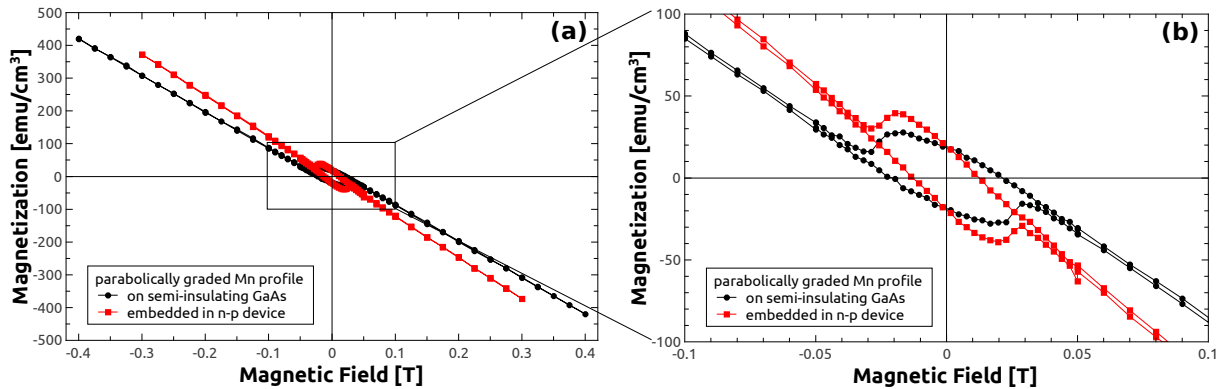 (a)
Magnetization [emu/cm³]
500
400
300
200
100
0
-100
-200
-300
-400
-500
parabolically graded Mn profile
on semi-insulating GaAs
embedded in n-p device
-0.4 -0.3 -0.2 -0.1 0 0.1 0.2 0.3 0.4
Magnetic Field [T]
(b)
Magnetization [emu/cm³]
100
50
0
-50
-100
parabolically graded Mn profile
on semi-insulating GaAs
embedded in n-p device
-0.1 -0.05 0 0.05 0.1
Magnetic Field [T]